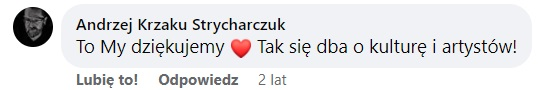 Andrzej Krzaku Strycharczuk
To My dziękujemy ❤️ Tak się dba o kulturę i artystów!
Lubię to! Odpowiedz 2 lat